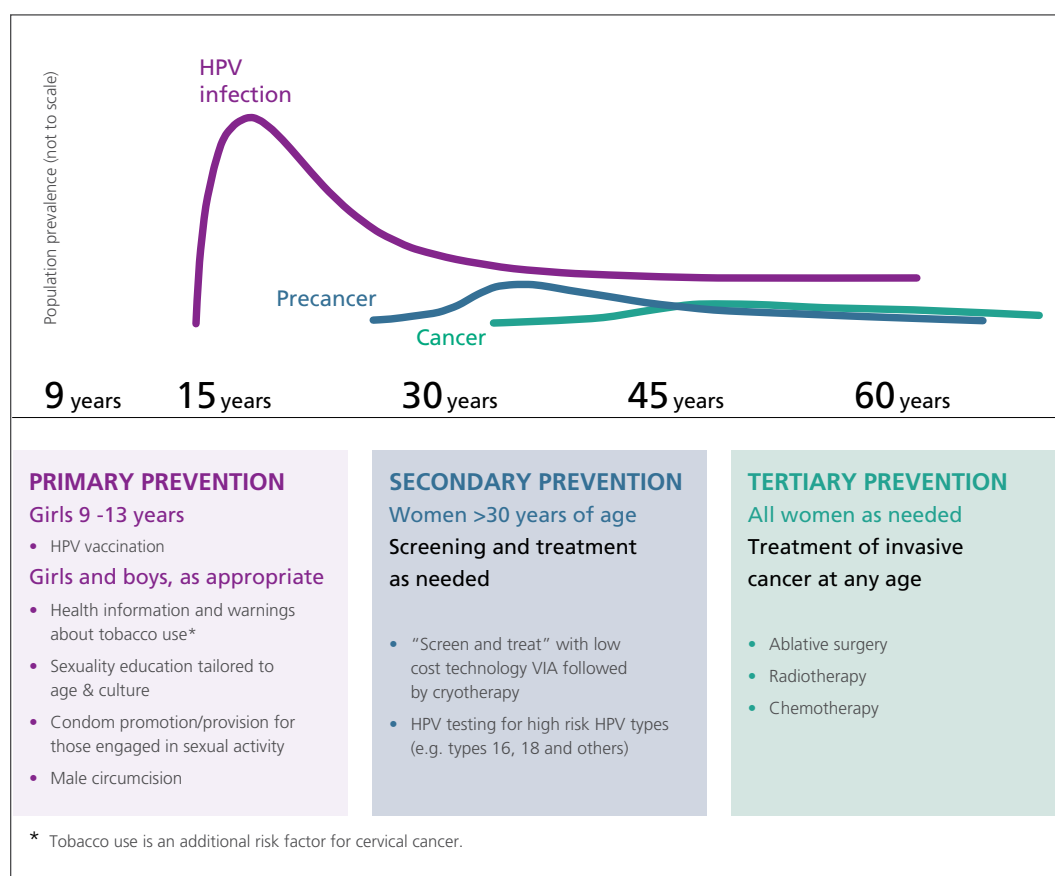 Population prevalence (not to scale)
HPV
infection
Precancer
Cancer
9 years 15 years 30 years 45 years 60 years
PRIMARY PREVENTION
Girls 9 -13 years
• HPV vaccination
Girls and boys, as appropriate
• Health information and warnings
about tobacco use*
• Sexuality education tailored to
age & culture
• Condom promotion/provision for
those engaged in sexual activity
• Male circumcision
SECONDARY PREVENTION
Women >30 years of age
Screening and treatment
as needed
• “Screen and treat” with low
cost technology VIA followed
by cryotherapy
• HPV testing for high risk HPV types
(e.g. types 16, 18 and others)
TERTIARY PREVENTION
All women as needed
Treatment of invasive
cancer at any age
• Ablative surgery
• Radiotherapy
• Chemotherapy
* Tobacco use is an additional risk factor for cervical cancer.